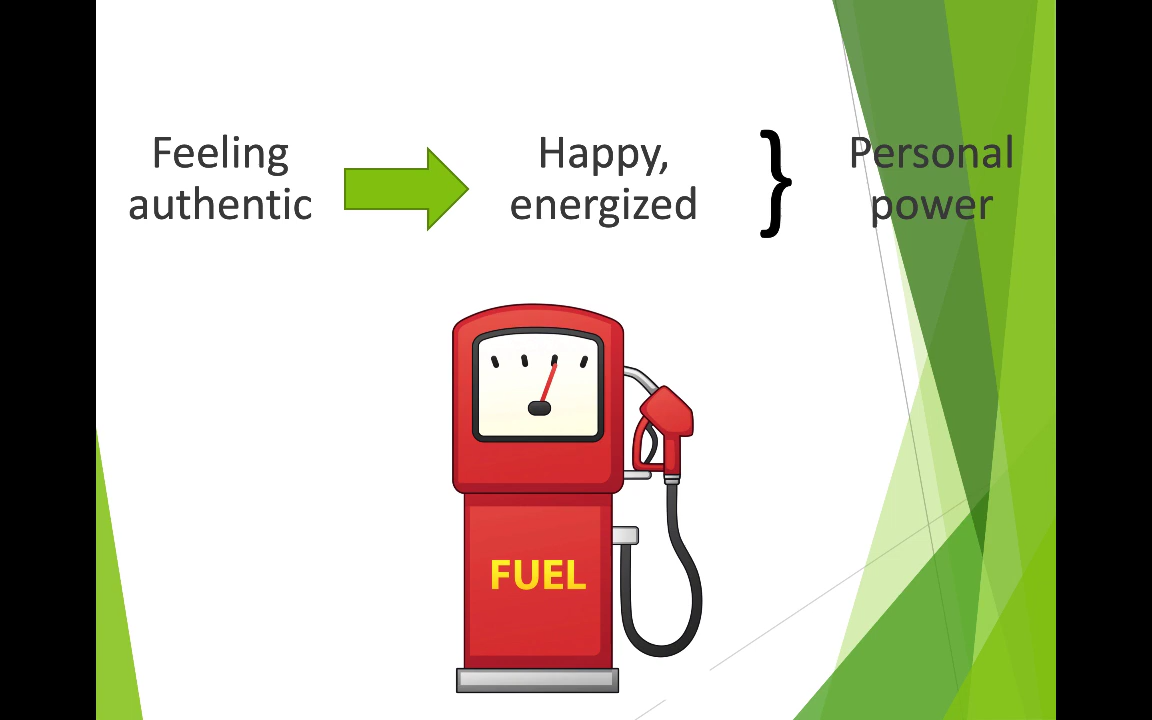 Feeling
authentic
Happy,
energized
}
Personal
power
FUEL